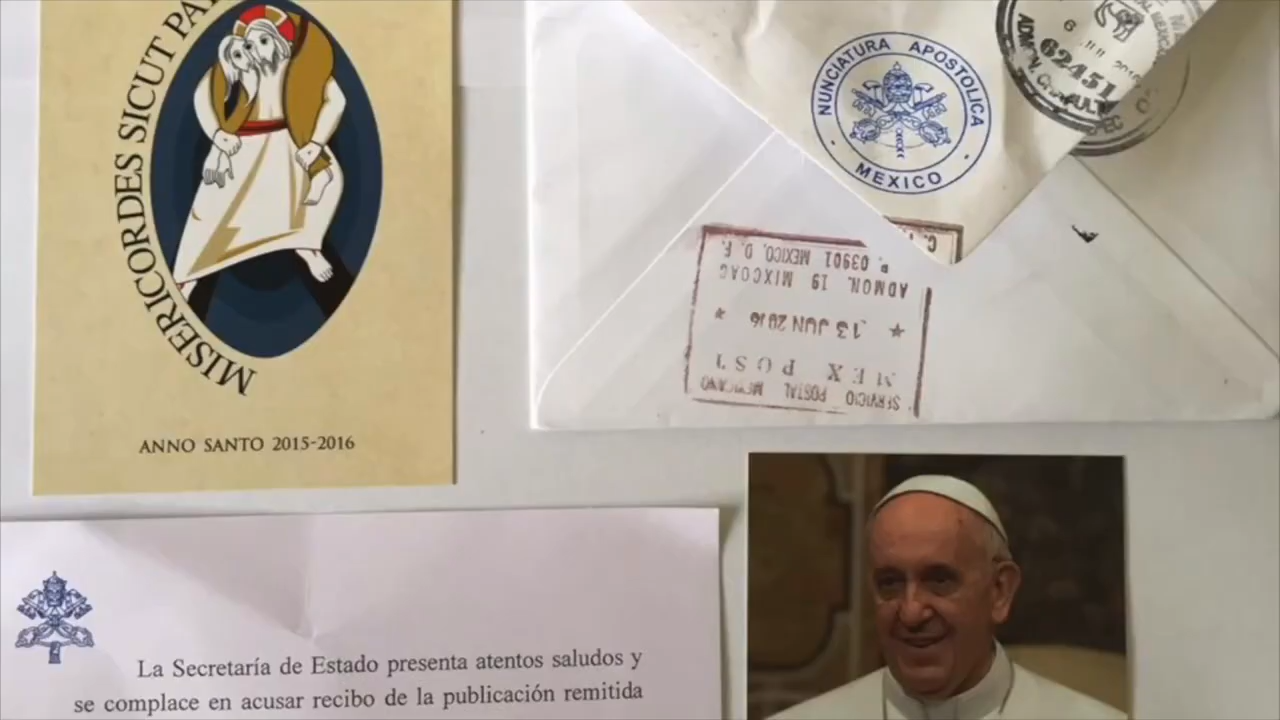 MISERICORDES SICUT PA
ANNO SANTO 2015-2016
NUNCIATURA APOSTOLICA
MEXICO
6
62451
SERVICIO POSTAL MEXICANO
MEX POST
13 JUN 2016
ADMON. 19 MIXCOAC
03901 MEXICO, D. F.
La Secretaría de Estado presenta atentos saludos y
se complace en acusar recibo de la publicación remitida